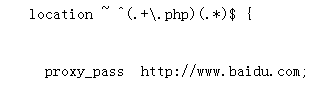 location ~ ^(.+\.php)(.*)$ {
proxy_pass http://www.baidu.com;